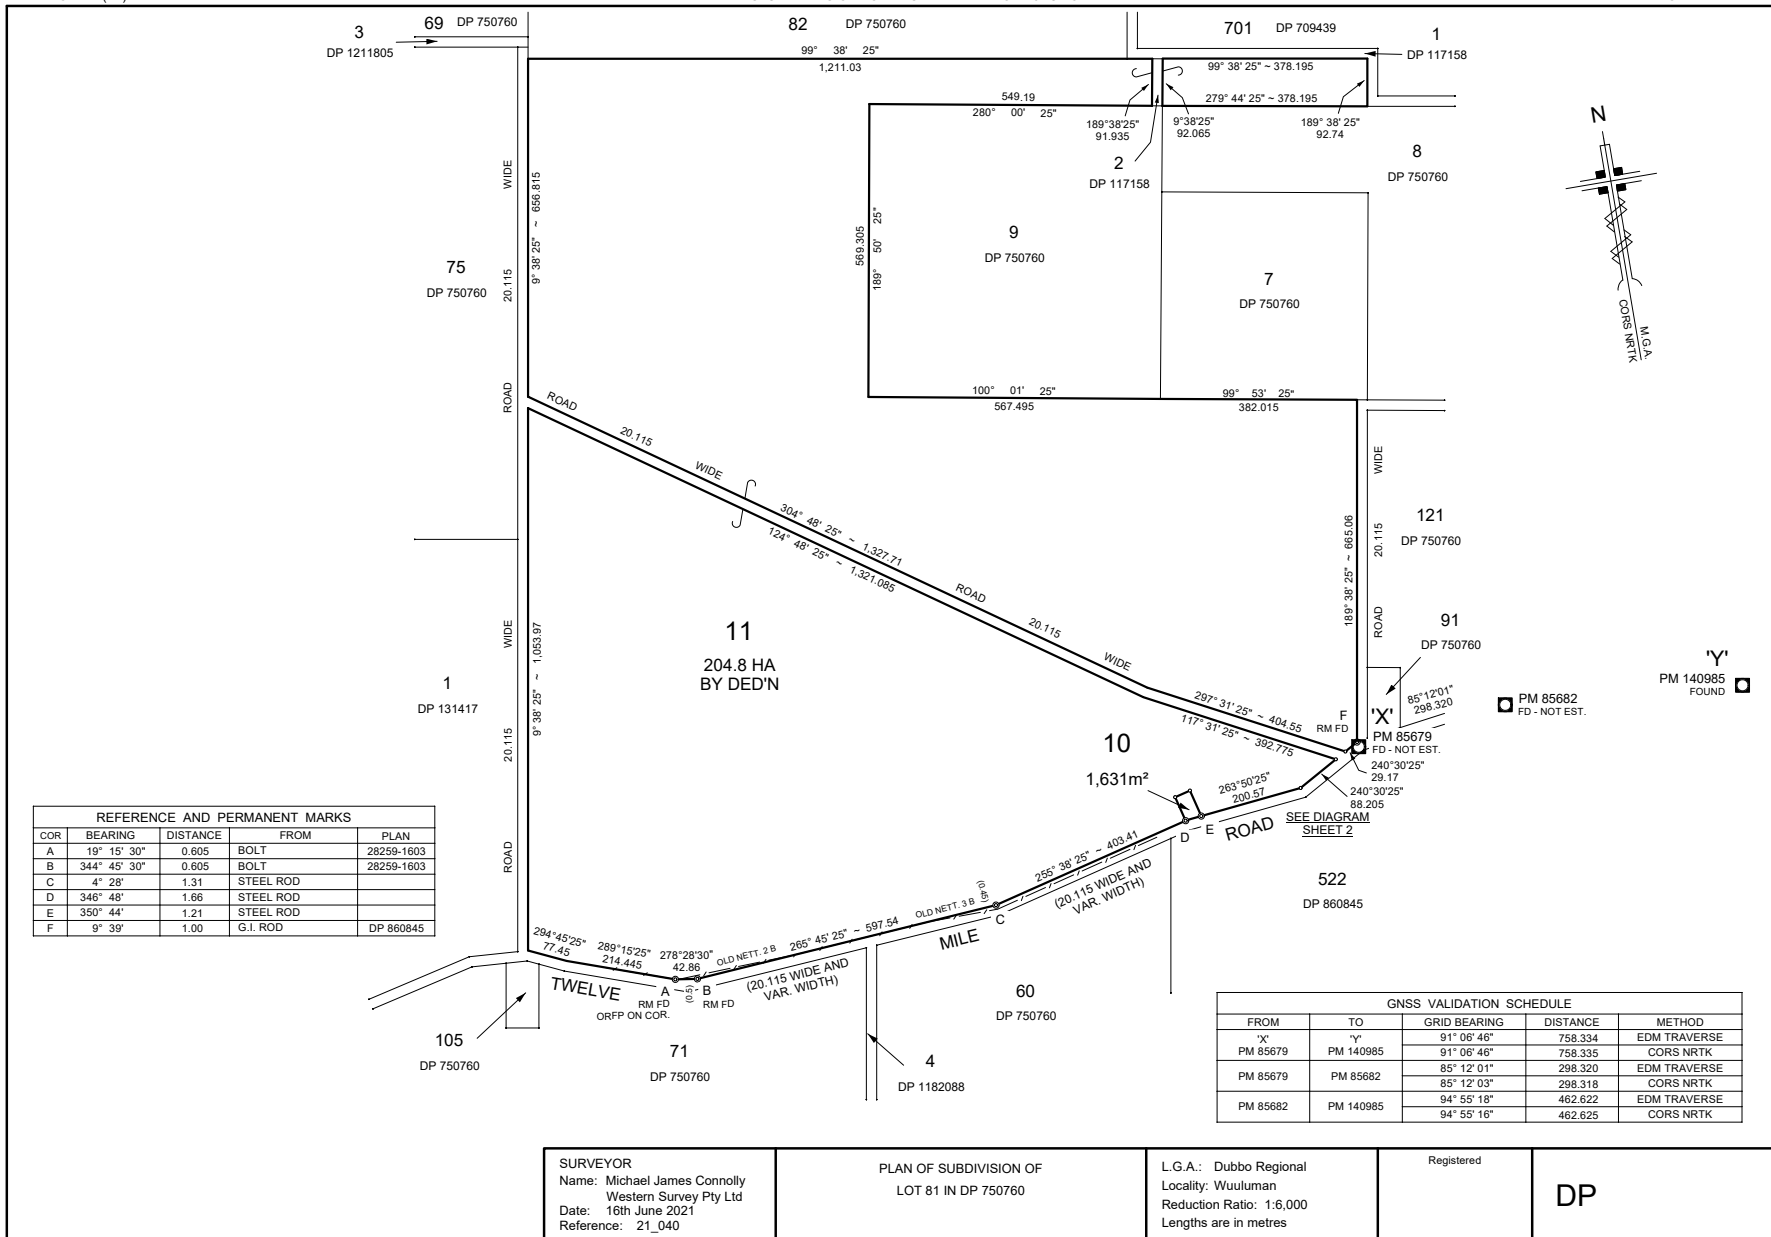 69 DP 750760
3
DP 1211805
82 DP 750760
99° 38' 25"
1,211.03
701 DP 709439
1
DP 117158
99° 38' 25" ~ 378.195
279° 44' 25" ~ 378.195
549.19
280° 00' 25"
189°38'25"
91.935
9°38'25"
92.065
189° 38' 25"
92.74
2
DP 117158
8
DP 750760
N
M.G.A.
CORS NRTK
WIDE
20.115
ROAD
9° 38' 25" ~ 656.815
75
DP 750760
569.305
189° 50' 25"
9
DP 750760
7
DP 750760
100° 01' 25"
567.495
99° 53' 25"
382.015
ROAD
20.115
WIDE
304° 48' 25" ~ 1,327.71
124° 48' 25" ~ 1,321.085
ROAD
20.115
WIDE
WIDE
20.115
ROAD
189° 38' 25" ~ 665.06
121
DP 750760
91
DP 750760
85°12'01"
298.320
'Y'
PM 140985
FOUND
PM 85682
FD - NOT EST.
297° 31' 25" ~ 404.55
117° 31' 25" ~ 392.775
F
RM FD
'X'
PM 85679
FD - NOT EST.
240°30'25"
29.17
240°30'25"
88.205
SEE DIAGRAM
SHEET 2
11
204.8 HA
BY DED'N
10
1,631m²
263°50'25"
200.57
WIDE
20.115
ROAD
9° 38' 25" ~ 1,053.97
1
DP 131417
D E ROAD
255° 38' 25" ~ 403.41
(20.115 WIDE AND
VAR. WIDTH)
522
DP 860845
REFERENCE AND PERMANENT MARKS
COR BEARING DISTANCE FROM PLAN
A 19° 15' 30" 0.605 BOLT 28259-1603
B 344° 45' 30" 0.605 BOLT 28259-1603
C 4° 28' 1.31 STEEL ROD
D 346° 48' 1.66 STEEL ROD
E 350° 44' 1.21 STEEL ROD
F 9° 39' 1.00 G.I. ROD DP 860845
294°45'25"
77.45
289°15'25"
214.445
278°28'30"
42.86
OLD NETT. 2 B
265° 45' 25" ~ 597.54
OLD NETT. 3 B
(0.45)
C
MILE
(20.115 WIDE AND
VAR. WIDTH)
TWELVE
A
RM FD
ORFP ON COR.
(0.5)
B
RM FD
105
DP 750760
71
DP 750760
60
DP 750760
4
DP 1182088
GNSS VALIDATION SCHEDULE
FROM TO GRID BEARING DISTANCE METHOD
'X' PM 85679 'Y' PM 140985 91° 06' 46" 758.334 EDM TRAVERSE
91° 06' 46" 758.335 CORS NRTK
PM 85679 PM 85682 85° 12' 01" 298.320 EDM TRAVERSE
85° 12' 03" 298.318 CORS NRTK
PM 85682 PM 140985 94° 55' 18" 462.622 EDM TRAVERSE
94° 55' 16" 462.625 CORS NRTK
SURVEYOR
Name: Michael James Connolly
Western Survey Pty Ltd
Date: 16th June 2021
Reference: 21_040
PLAN OF SUBDIVISION OF
LOT 81 IN DP 750760
L.G.A.: Dubbo Regional
Locality: Wuuluman
Reduction Ratio: 1:6,000
Lengths are in metres
Registered
DP